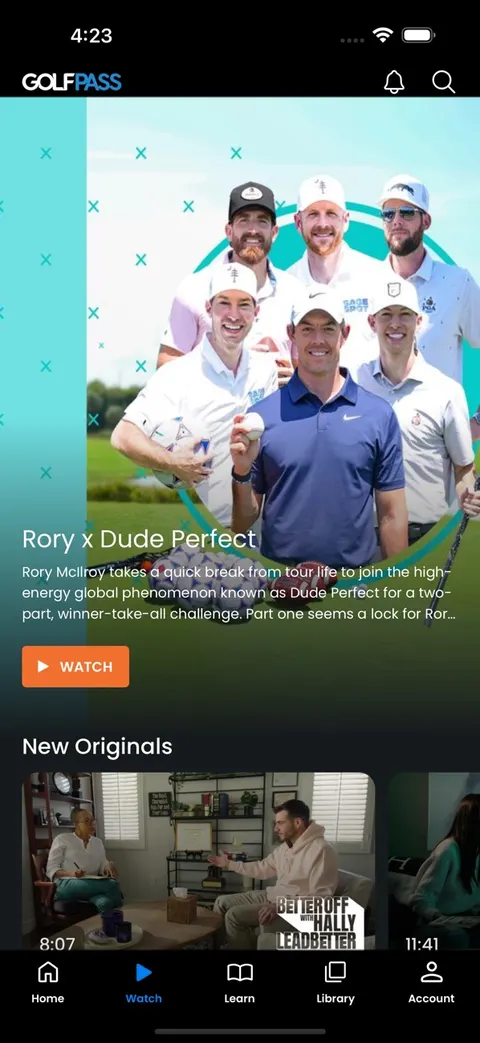 4:23
GOLFPASS
GAGE
SPOT
Rory x Dude Perfect
Rory McIlroy takes a quick break from tour life to join the high-
energy global phenomenon known as Dude Perfect for a two-
part, winner-take-all challenge. Part one seems a lock for Ror...
WATCH
New Originals
BETTER OFF
WITH HALLY
LEADBETTER
8:07
11:41
Home
Watch
Learn
Library
Account